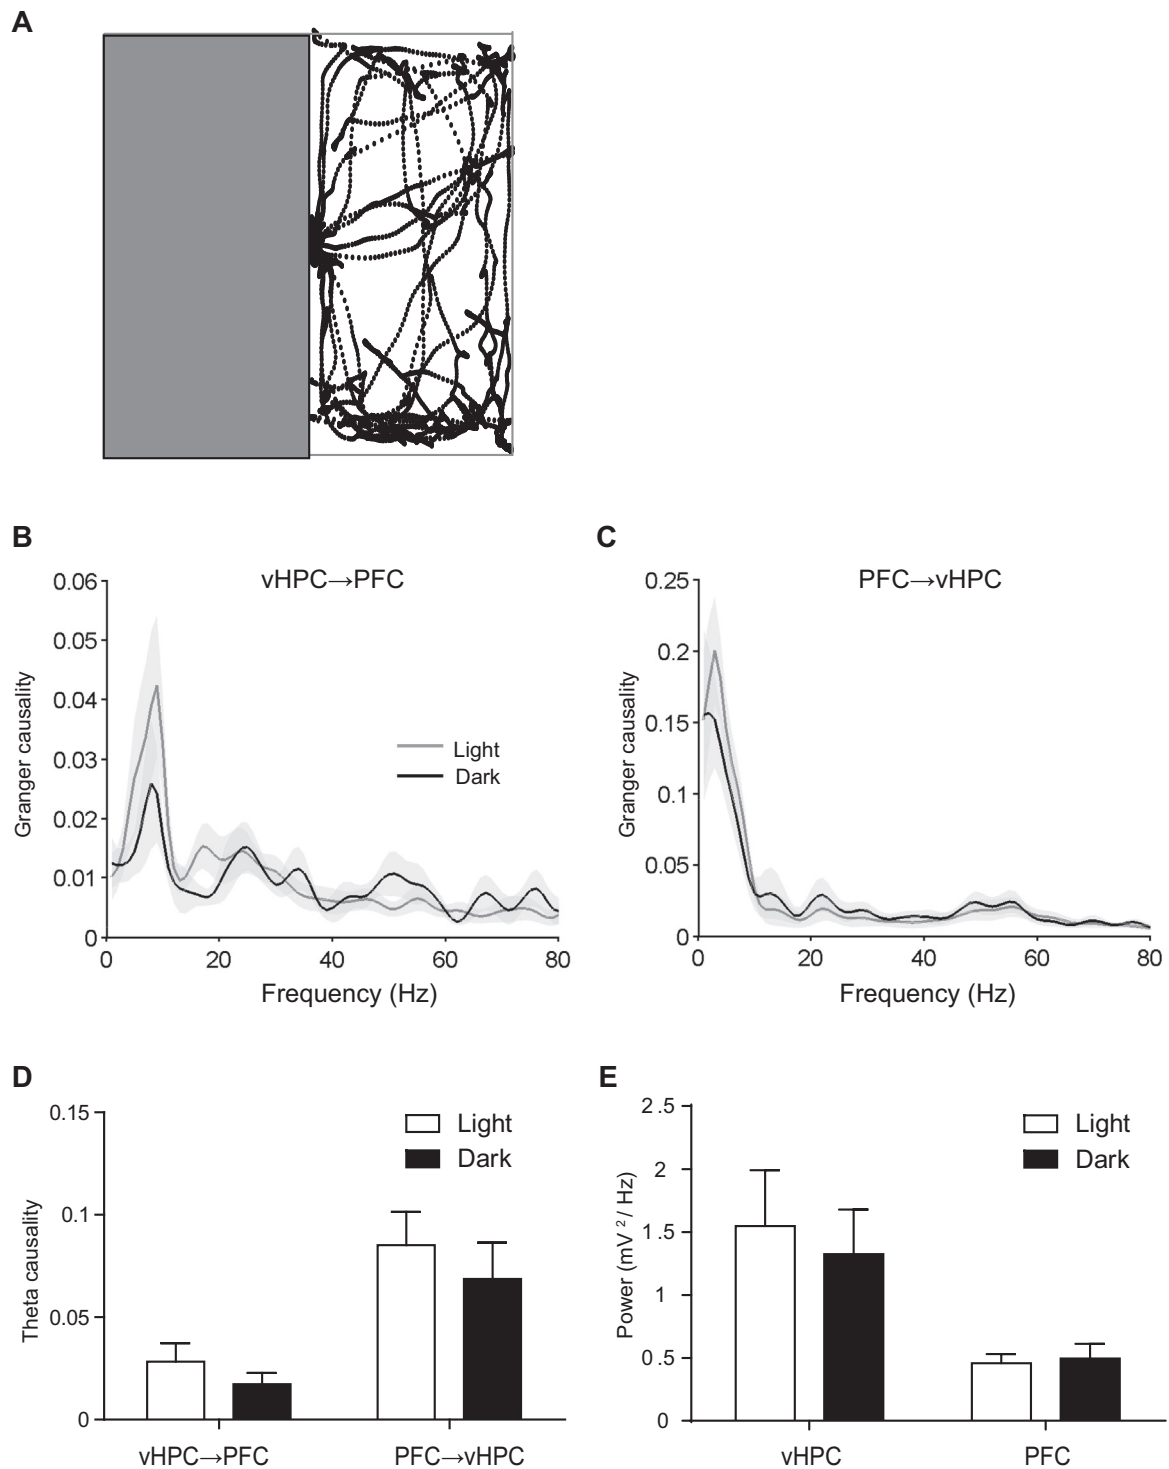 A
B
vHPC→PFC
0.06
0.05
0.04
0.03
0.02
0.01
0
Granger causality
Light
Dark
0 20 40 60 80
Frequency (Hz)
C
PFC→vHPC
0.25
0.2
0.15
0.1
0.05
0
Granger causality
0 20 40 60 80
Frequency (Hz)
D
0.15
0.1
0.05
0
Theta causality
Light
Dark
vHPC→PFC PFC→vHPC
E
2.5
2
1.5
1
0.5
0
Power (mV ² / Hz)
Light
Dark
vHPC PFC